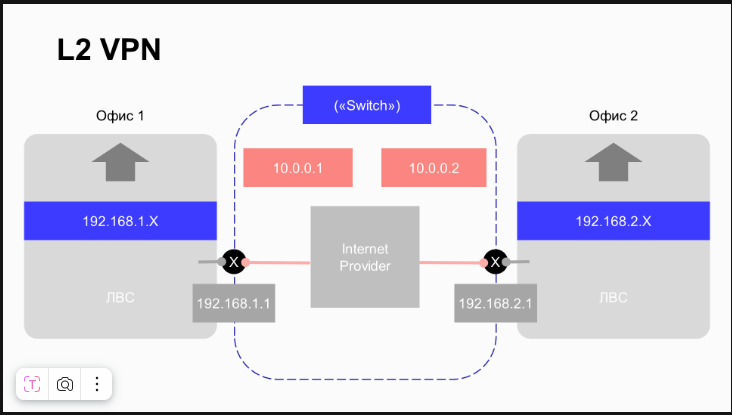 L2 VPN
(«Switch»)
Офис 1
Офис 2
10.0.0.1
10.0.0.2
192.168.1.X
192.168.2.X
Internet
Provider
X
X
ЛВС
192.168.1.1
192.168.2.1
ЛВС
T